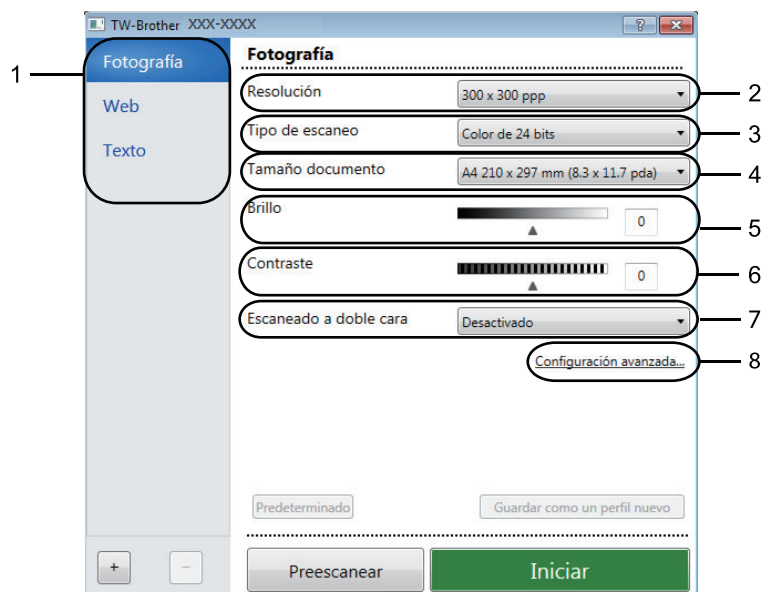 TW-Brother XXX-XXXX
?
x
1
Fotografía
Web
Texto
Fotografía
Resolución
300 x 300 ppp
2
Tipo de escaneo
Color de 24 bits
3
Tamaño documento
A4 210 x 297 mm (8.3 x 11.7 pda)
4
Brillo
0
5
Contraste
0
6
Escaneado a doble cara
Desactivado
7
Configuración avanzada...
8
Predeterminado
Guardar como un perfil nuevo
+
-
Preescanear
Iniciar